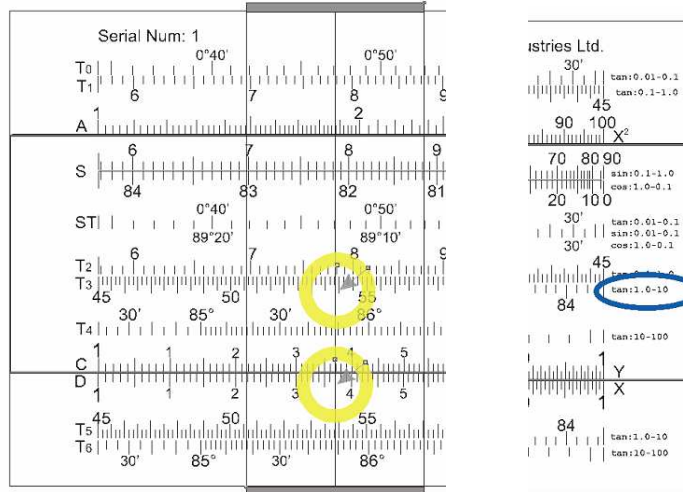 Serial Num: 1
0°40' 0°50'
T0
T1
6 7 8 9
1 2
A
6 7 8 9
S
84 83 82 81
0°40' 0°50'
ST
89°20' 89°10'
6 7 8 9
T2
T3
45 50 55
30' 85° 30' 86°
T4
1 1 2 3 4 5
C
D
1 1 2 3 4 5
45 50 55
T5
T6
30' 85° 30' 86°
ustries Ltd.
30' tan:0.01-0.1
tan:0.1-1.0
45
90 100
X²
70 80 90
sin:0.1-1.0
cos:1.0-0.1
20 10 0
30' tan:0.01-0.1
sin:0.01-0.1
30' cos:1.0-0.1
45
tan:1.0-10
84
tan:10-100
1
Y
X
1
84
tan:1.0-10
tan:10-100